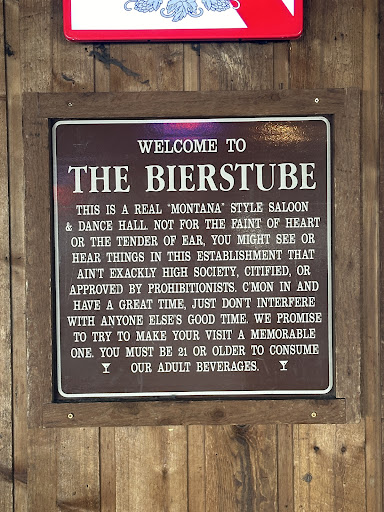 WELCOME TO
THE BIERSTUBE
THIS IS A REAL "MONTANA" STYLE SALOON
& DANCE HALL. NOT FOR THE FAINT OF HEART
OR THE TENDER OF EAR, YOU MIGHT SEE OR
HEAR THINGS IN THIS ESTABLISHMENT THAT
AIN'T EXACKLY HIGH SOCIETY, CITIFIED, OR
APPROVED BY PROHIBITIONISTS. C'MON IN AND
HAVE A GREAT TIME, JUST DON'T INTERFERE
WITH ANYONE ELSE'S GOOD TIME. WE PROMISE
TO TRY TO MAKE YOUR VISIT A MEMORABLE
ONE. YOU MUST BE 21 OR OLDER TO CONSUME
OUR ADULT BEVERAGES.